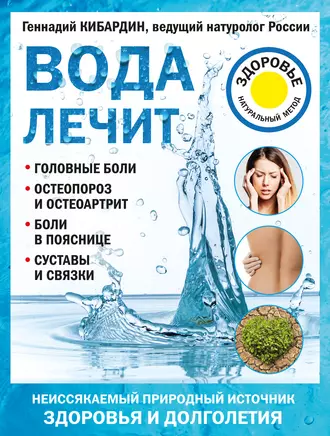 Геннадий КИБАРДИН, ведущий натуролог России
ВОДА
ЛЕЧИТ
ЗДОРОВЬЕ
НАТУРАЛЬНЫЙ МЕТОД
• ГОЛОВНЫЕ БОЛИ
• ОСТЕОПОРОЗ
И ОСТЕОАРТРИТ
• БОЛИ
В ПОЯСНИЦЕ
• СУСТАВЫ
И СВЯЗКИ
НЕИССЯКАЕМЫЙ ПРИРОДНЫЙ ИСТОЧНИК
ЗДОРОВЬЯ И ДОЛГОЛЕТИЯ